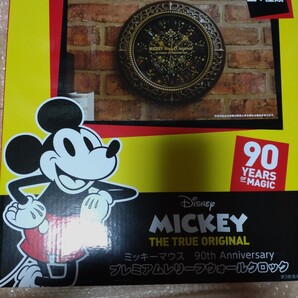 90
YEARS
OF
MAGIC
Disney
MICKEY
THE TRUE ORIGINAL
ミッキーマウス 90th Anniversary
プレミアムレリーフウォールクロック